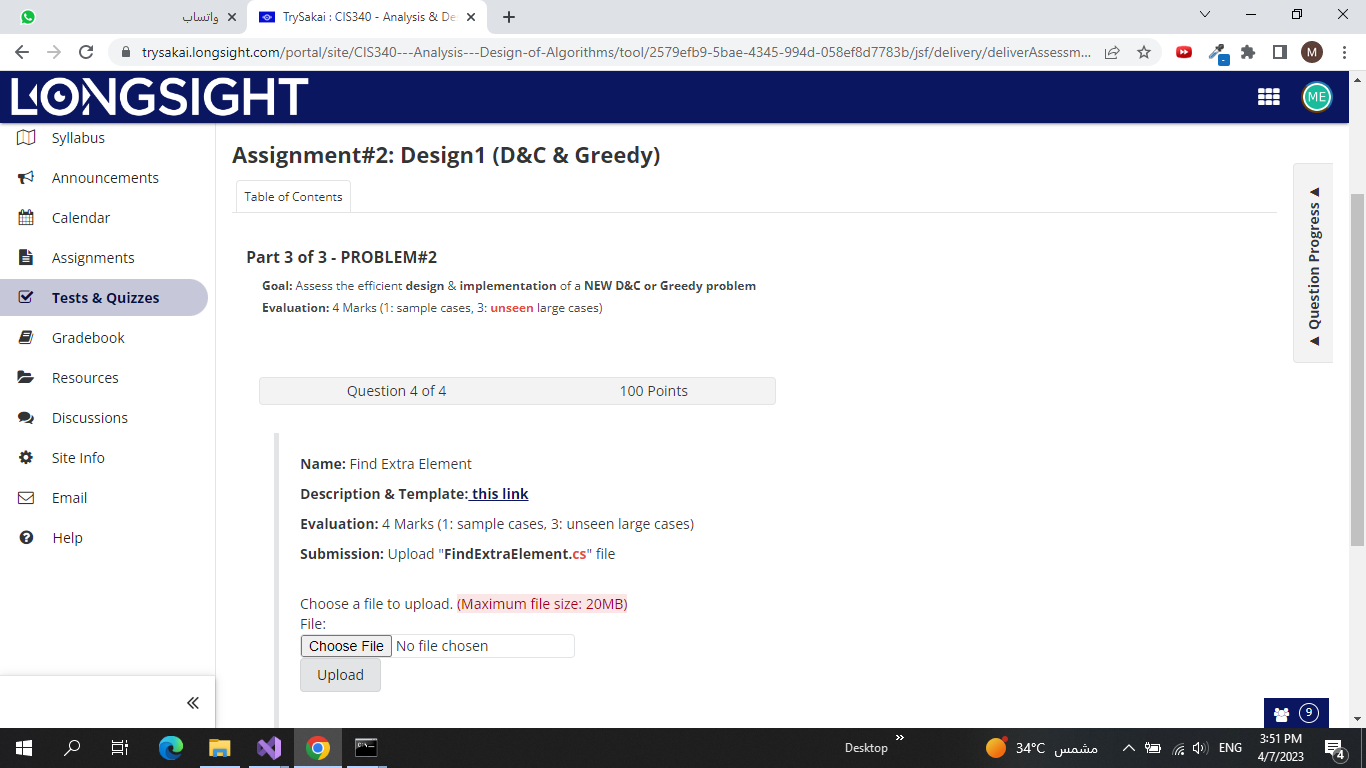 واتساب
TrySakai : CIS340 - Analysis & De
trysakai.longsight.com/portal/site/CIS340---Analysis---Design-of-Algorithms/tool/2579efb9-5bae-4345-994d-058ef8d7783b/jsf/delivery/deliverAssessm...
M
LONGSIGHT
ME
Syllabus
Announcements
Calendar
Assignments
Tests & Quizzes
Gradebook
Resources
Discussions
Site Info
Email
Help
Assignment#2: Design1 (D&C & Greedy)
Table of Contents
Part 3 of 3 - PROBLEM#2
Goal: Assess the efficient design & implementation of a NEW D&C or Greedy problem
Evaluation: 4 Marks (1: sample cases, 3: unseen large cases)
Question 4 of 4 100 Points
Name: Find Extra Element
Description & Template: this link
Evaluation: 4 Marks (1: sample cases, 3: unseen large cases)
Submission: Upload "FindExtraElement.cs" file
Choose a file to upload. (Maximum file size: 20MB)
File:
Choose File No file chosen
Upload
Question Progress
9
Desktop
34°C مشمس
ENG
3:51 PM
4/7/2023
4